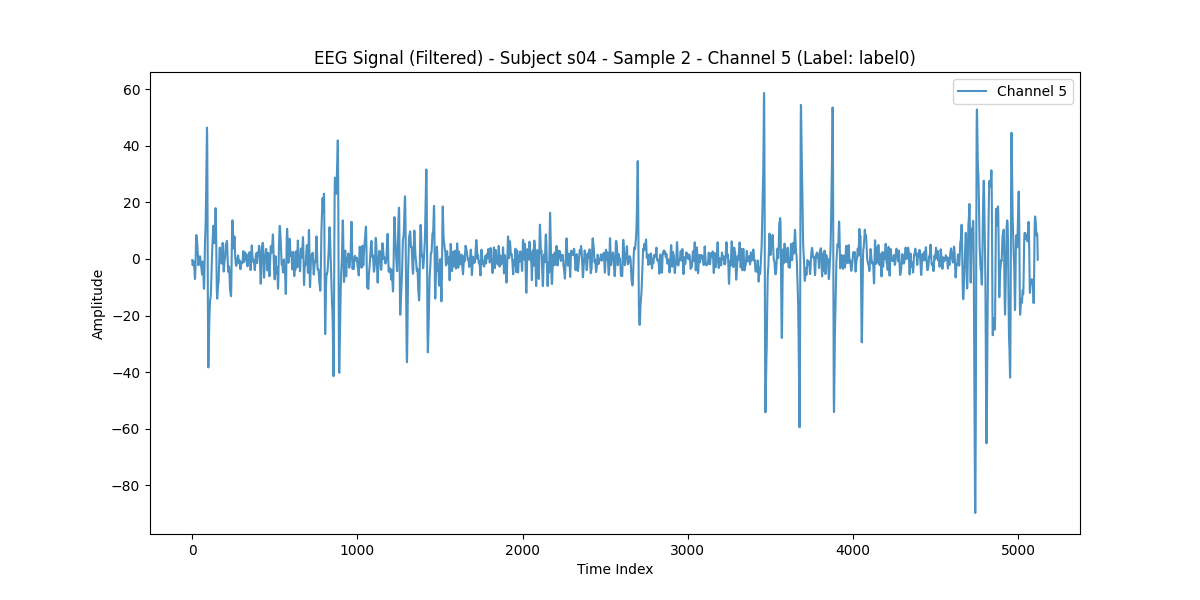 EEG Signal (Filtered) - Subject s04 - Sample 2 - Channel 5 (Label: label0)
Channel 5
60
40
20
0
−20
−40
−60
−80
Amplitude
0 1000 2000 3000 4000 5000
Time Index